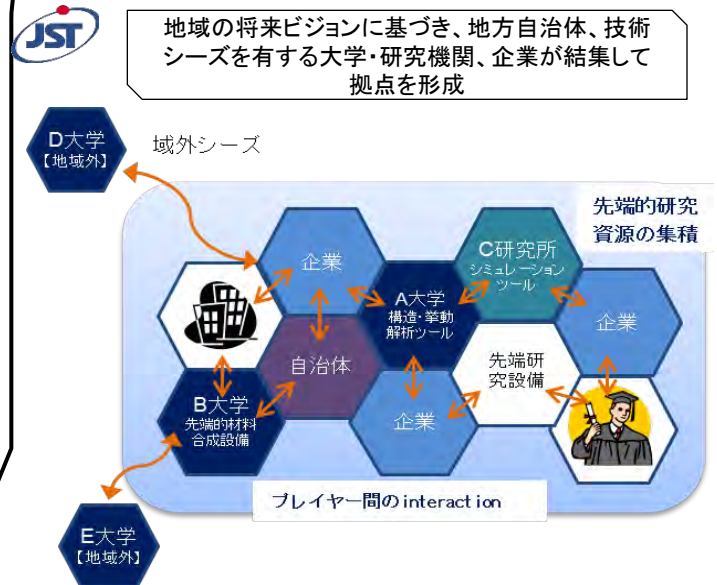 JST
地域の将来ビジョンに基づき、地方自治体、技術
シーズを有する大学・研究機関、企業が結集して
拠点を形成
D大学
【地域外】
域外シーズ
先端的研究
資源の集積
企業
C研究所
シミュレーション
ツール
A大学
構造・挙動
解析ツール
企業
自治体
先端研
究設備
B大学
先端的材料
合成設備
企業
プレイヤー間のinteraction
E大学
【地域外】